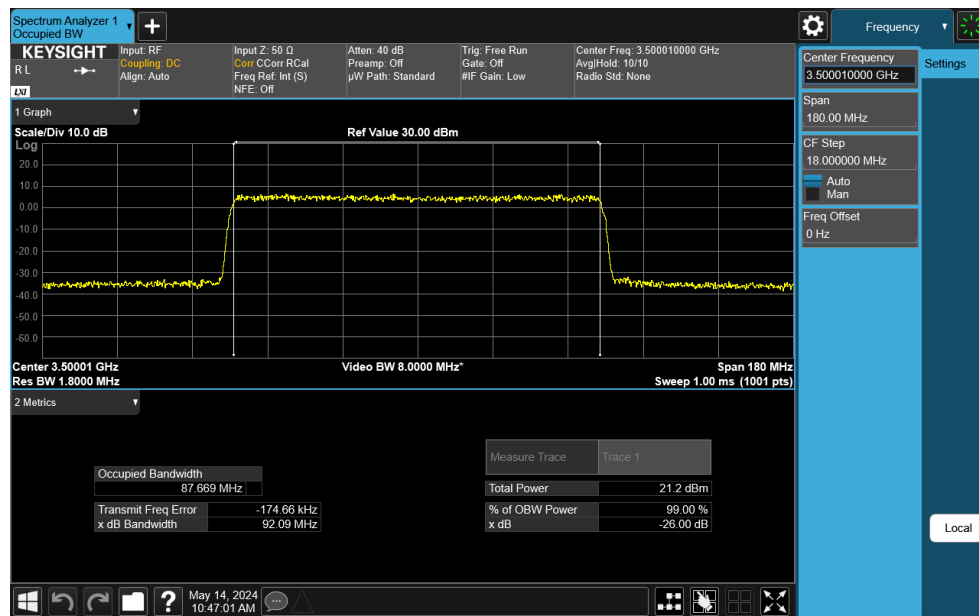 Spectrum Analyzer 1
Occupied BW
+
Frequency
KEYSIGHT
R L
LXI
Input: RF
Coupling: DC
Align: Auto
Input Z: 50 Ω
Corr CCorr RCal
Freq Ref: Int (S)
NFE: Off
Atten: 40 dB
Preamp: Off
µW Path: Standard
Trig: Free Run
Gate: Off
#IF Gain: Low
Center Freq: 3.500010000 GHz
Avg|Hold: 10/10
Radio Std: None
Center Frequency
3.500010000 GHz
Settings
Span
180.00 MHz
CF Step
18.000000 MHz
Auto
Man
Freq Offset
0 Hz
1 Graph
Scale/Div 10.0 dB
Ref Value 30.00 dBm
Log
20.0
10.0
0.00
-10.0
-20.0
-30.0
-40.0
-50.0
-60.0
Center 3.50001 GHz
Video BW 8.0000 MHz*
Span 180 MHz
Res BW 1.8000 MHz
Sweep 1.00 ms (1001 pts)
2 Metrics
Measure Trace Trace 1
Occupied Bandwidth
87.669 MHz
Total Power 21.2 dBm
Transmit Freq Error -174.66 kHz
% of OBW Power 99.00 %
x dB Bandwidth 92.09 MHz
x dB -26.00 dB
Local
?
May 14, 2024
10:47:01 AM